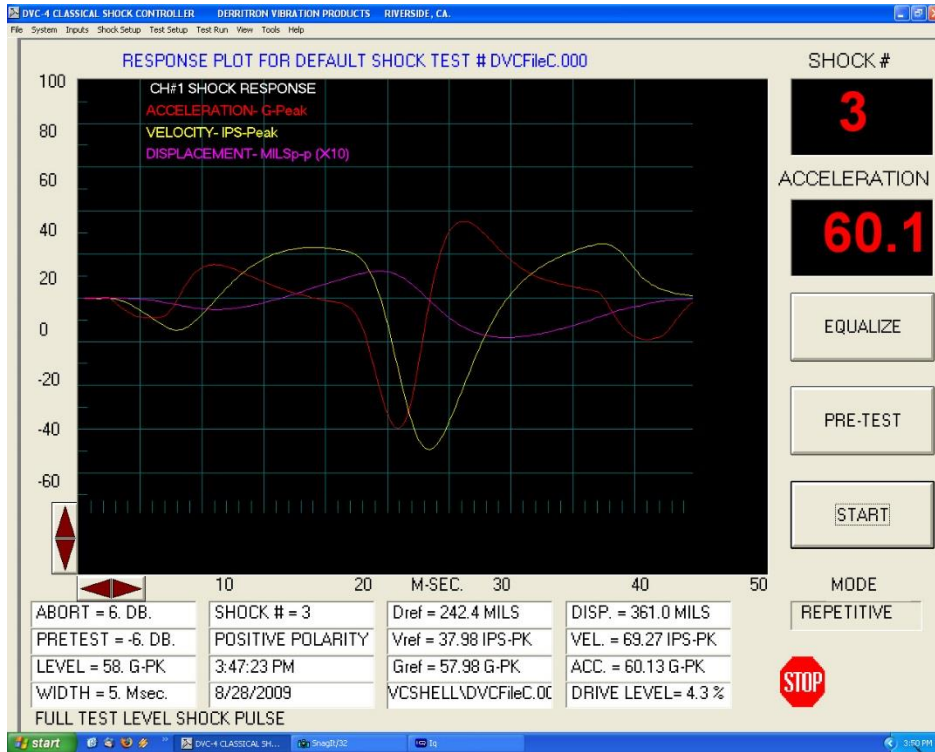 DVC-4 CLASSICAL SHOCK CONTROLLER DERRITRON VIBRATION PRODUCTS RIVERSIDE, CA.
File System Inputs Shock Setup Test Setup Test Run View Tools Help
RESPONSE PLOT FOR DEFAULT SHOCK TEST # DVCFileC.000
SHOCK #
3
ACCELERATION
60.1
CH#1 SHOCK RESPONSE
ACCELERATION- G-Peak
VELOCITY- IPS-Peak
DISPLACEMENT- MILSp-p (X10)
100
80
60
40
20
0
-20
-40
-60
EQUALIZE
PRE-TEST
START
10 20 M-SEC. 30 40 50
MODE
REPETITIVE
STOP
ABORT = 6. DB. SHOCK # = 3 Dref = 242.4 MILS DISP. = 361.0 MILS
PRETEST = -6. DB. POSITIVE POLARITY Vref = 37.98 IPS-PK VEL. = 69.27 IPS-PK
LEVEL = 58. G-PK 3:47:23 PM Gref = 57.98 G-PK ACC. = 60.13 G-PK
WIDTH = 5. Msec. 8/28/2009 VCSHELL\DVCFileC.00 DRIVE LEVEL= 4.3 %
FULL TEST LEVEL SHOCK PULSE
start DVC-4 CLASSICAL SH... SnagIt/32 Iq 3:50 PM